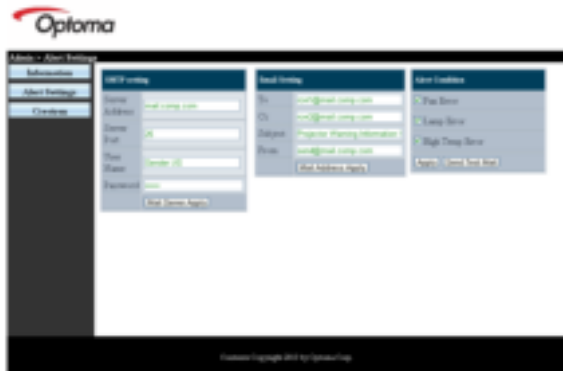 Optoma
Admin > Alert Settings
Information
Alert Settings
Crestron
SMTP setting
Server Address
mail.comp.com
Server Port
User Name
Password
Mail Server Apply
Email Setting
To
Cc
Subject
Projector Warning Information
From
Mail Address Apply
Alert Condition
Fan Error
Lamp Error
High Temp. Error
Apply
Send Test Mail